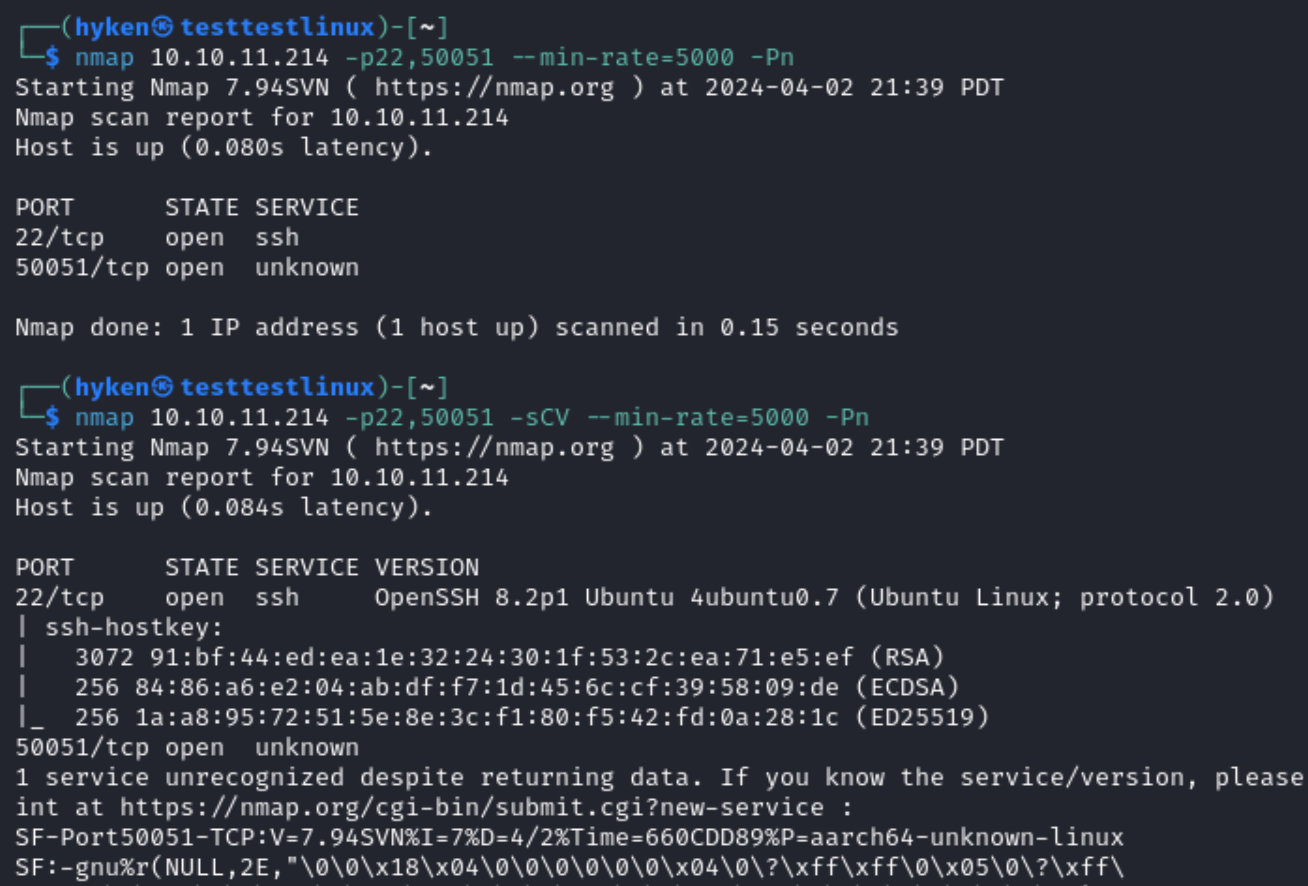 ┌──(hyken㉿testtestlinux)-[~]
└─$ nmap 10.10.11.214 -p22,50051 --min-rate=5000 -Pn
Starting Nmap 7.94SVN ( https://nmap.org ) at 2024-04-02 21:39 PDT
Nmap scan report for 10.10.11.214
Host is up (0.080s latency).
PORT      STATE SERVICE
22/tcp    open  ssh
50051/tcp open  unknown
Nmap done: 1 IP address (1 host up) scanned in 0.15 seconds
┌──(hyken㉿testtestlinux)-[~]
└─$ nmap 10.10.11.214 -p22,50051 -sCV --min-rate=5000 -Pn
Starting Nmap 7.94SVN ( https://nmap.org ) at 2024-04-02 21:39 PDT
Nmap scan report for 10.10.11.214
Host is up (0.084s latency).
PORT      STATE SERVICE VERSION
22/tcp    open  ssh     OpenSSH 8.2p1 Ubuntu 4ubuntu0.7 (Ubuntu Linux; protocol 2.0)
| ssh-hostkey:
|   3072 91:bf:44:ed:ea:1e:32:24:30:1f:53:2c:ea:71:e5:ef (RSA)
|   256 84:86:a6:e2:04:ab:df:f7:1d:45:6c:cf:39:58:09:de (ECDSA)
|_  256 1a:a8:95:72:51:5e:8e:3c:f1:80:f5:42:fd:0a:28:1c (ED25519)
50051/tcp open  unknown
1 service unrecognized despite returning data. If you know the service/version, please
int at https://nmap.org/cgi-bin/submit.cgi?new-service :
SF-Port50051-TCP:V=7.94SVN%I=7%D=4/2%Time=660CDD89%P=aarch64-unknown-linux
SF:-gnu%r(NULL,2E,"\0\0\x18\x04\0\0\0\0\0\0\x04\0\?\xff\xff\0\x05\0\?\xff\